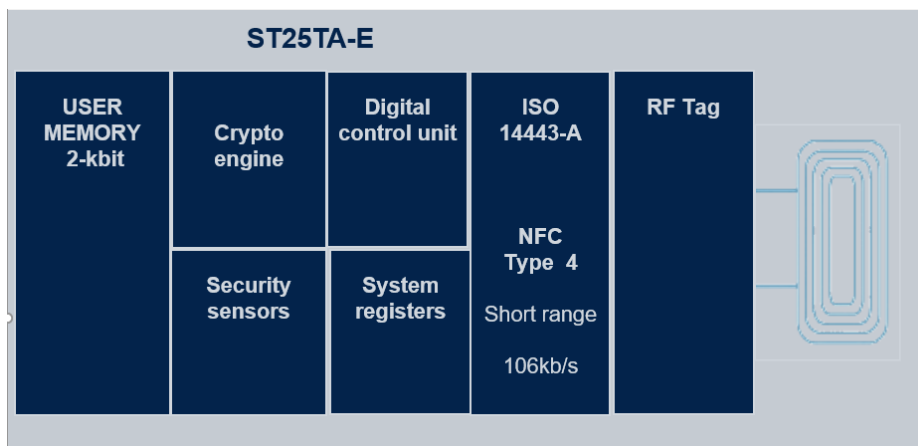 ST25TA-E
USER
MEMORY
2-kbit
Crypto
engine
Digital
control unit
ISO
14443-A
RF Tag
NFC
Type 4
Security
sensors
System
registers
Short range
106kb/s